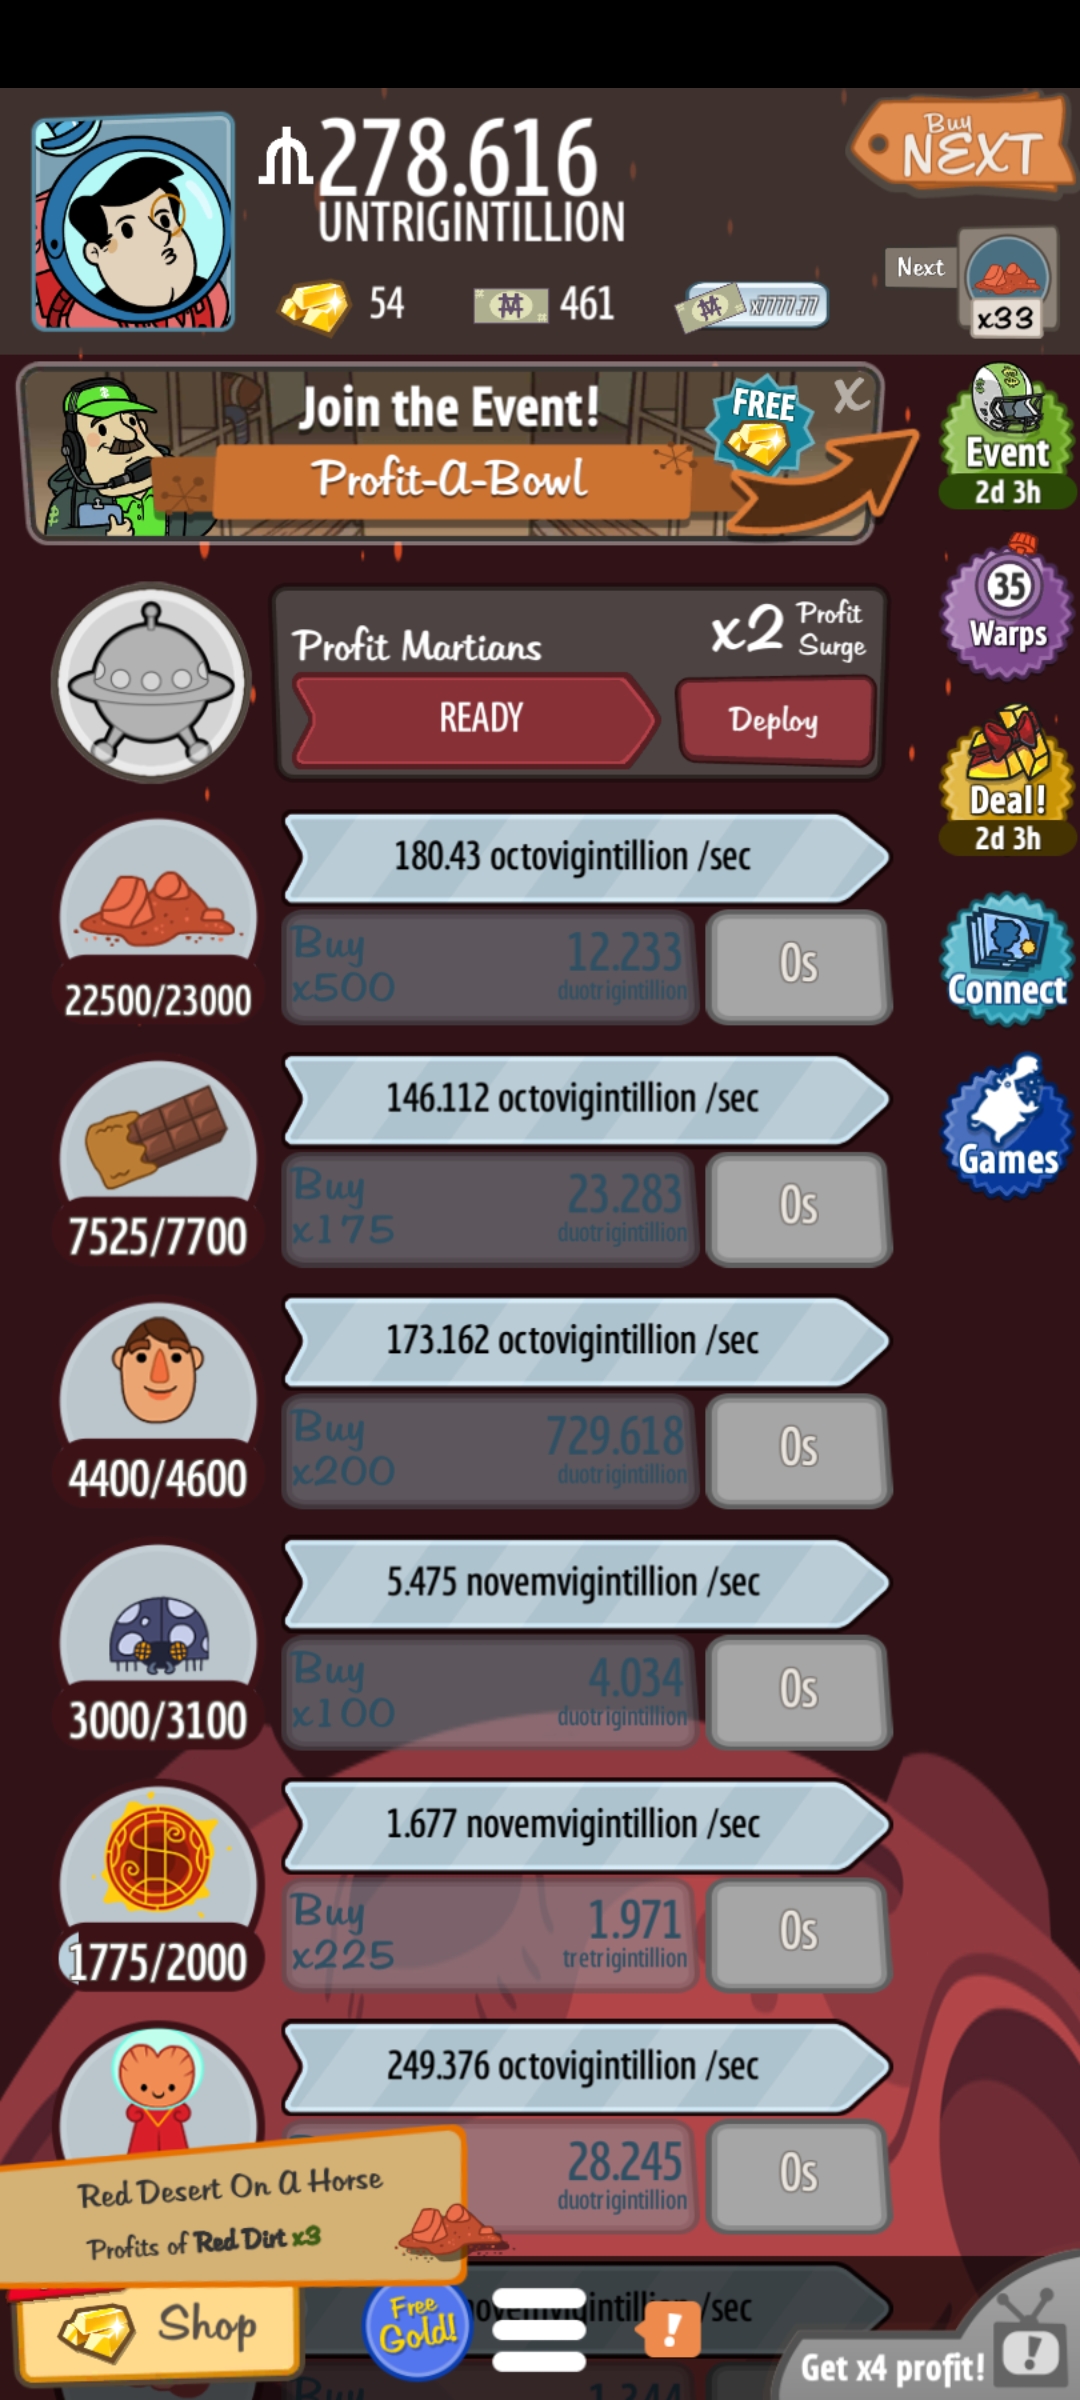 278.616
UNTRIGINTILLION
Buy
NEXT
54
461
x7777.77
Next
x33
Join the Event!
Profit-A-Bowl
FREE
X
Event
2d 3h
35
Warps
Profit Martians
x2 Profit
Surge
READY
Deploy
Deal!
2d 3h
180.43 octovigintillion /sec
Buy
x500
12.233
duotrigintillion
0s
22500/23000
Connect
146.112 octovigintillion /sec
Buy
x175
23.283
duotrigintillion
0s
7525/7700
Games
173.162 octovigintillion /sec
Buy
x200
729.618
duotrigintillion
0s
4400/4600
5.475 novemvigintillion /sec
Buy
x100
4.034
duotrigintillion
0s
3000/3100
1.677 novemvigintillion /sec
Buy
x225
1.971
tretrigintillion
0s
1775/2000
249.376 octovigintillion /sec
28.245
duotrigintillion
0s
Red Desert On A Horse
Profits of Red Dirt x3
Shop
Free
Gold!
novemvigintillion /sec
!
Get x4 profit!
!
Buy
1.344